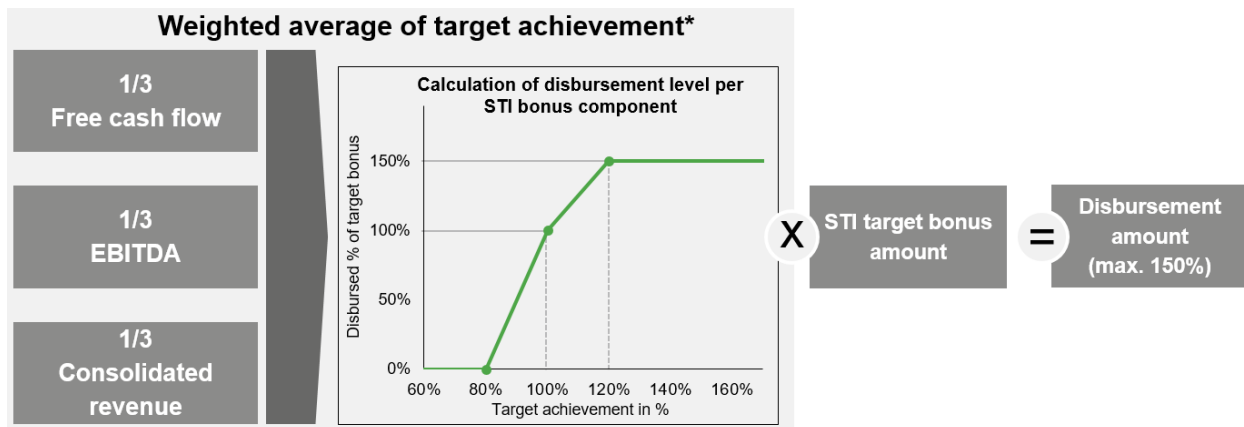 Weighted average of target achievement*
1/3
Free cash flow
1/3
EBITDA
1/3
Consolidated
revenue
Calculation of disbursement level per
STI bonus component
Disbursed % of target bonus
150%
100%
50%
0%
60% 80% 100% 120% 140% 160%
Target achievement in %
X
STI target bonus
amount
=
Disbursement
amount
(max. 150%)